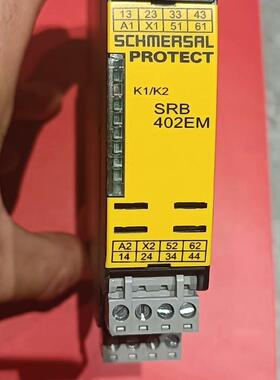 13 23 33 43
A1 X1 51 61
SCHMERSAL
PROTECT
K1/K2
SRB
402EM
A2 X2 52 62
14 24 34 44